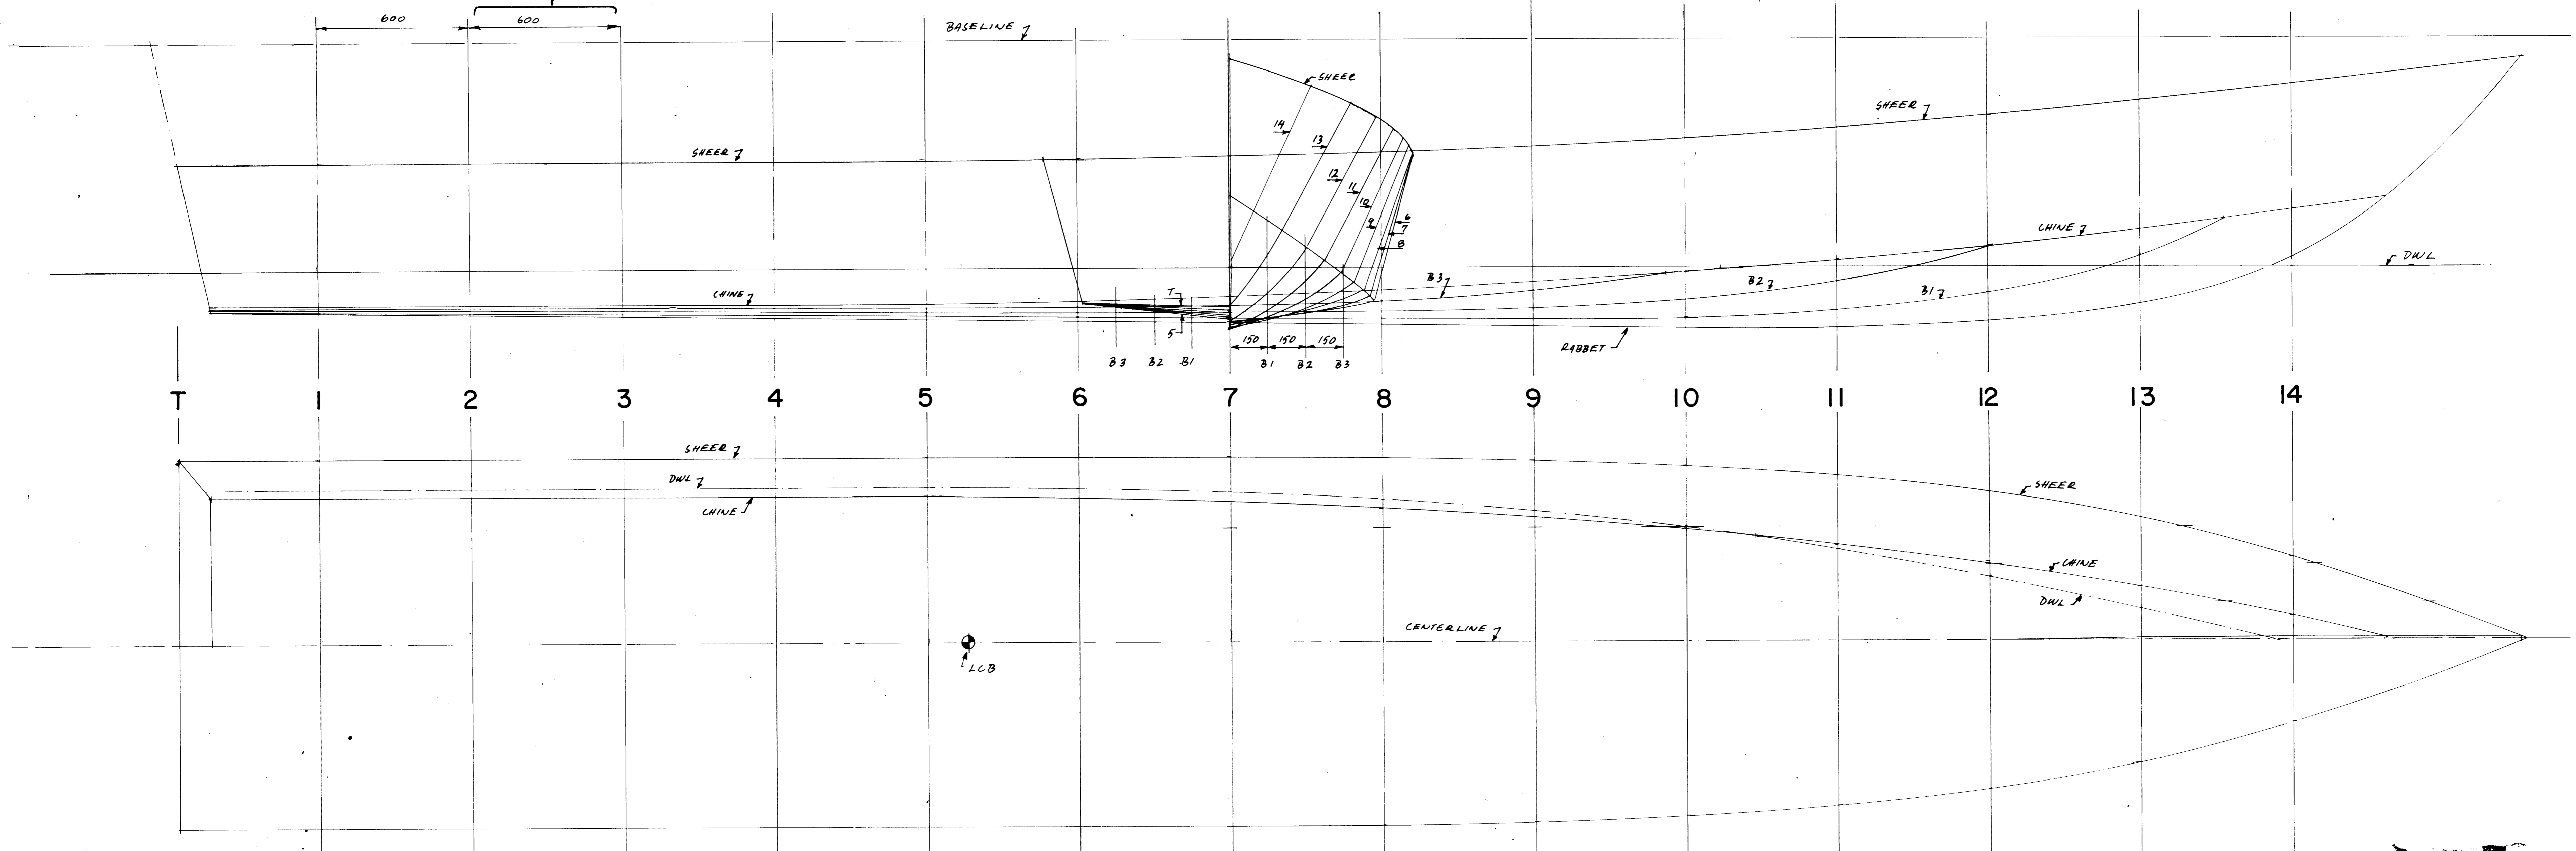 600
600
BASELINE
SHEER
14
SHEER
13
SHEER
12
11
10
9
6
7
8
CHINE
DWL
CHINE
T
B3
B2
B1
5
150 150 150
RABBET
B3 B2 B1 B1 B2 B3
T 1 2 3 4 5 6 7 8 9 10 11 12 13 14
SHEER
DWL
SHEER
CHINE
CHINE
DWL
CENTERLINE
LCB